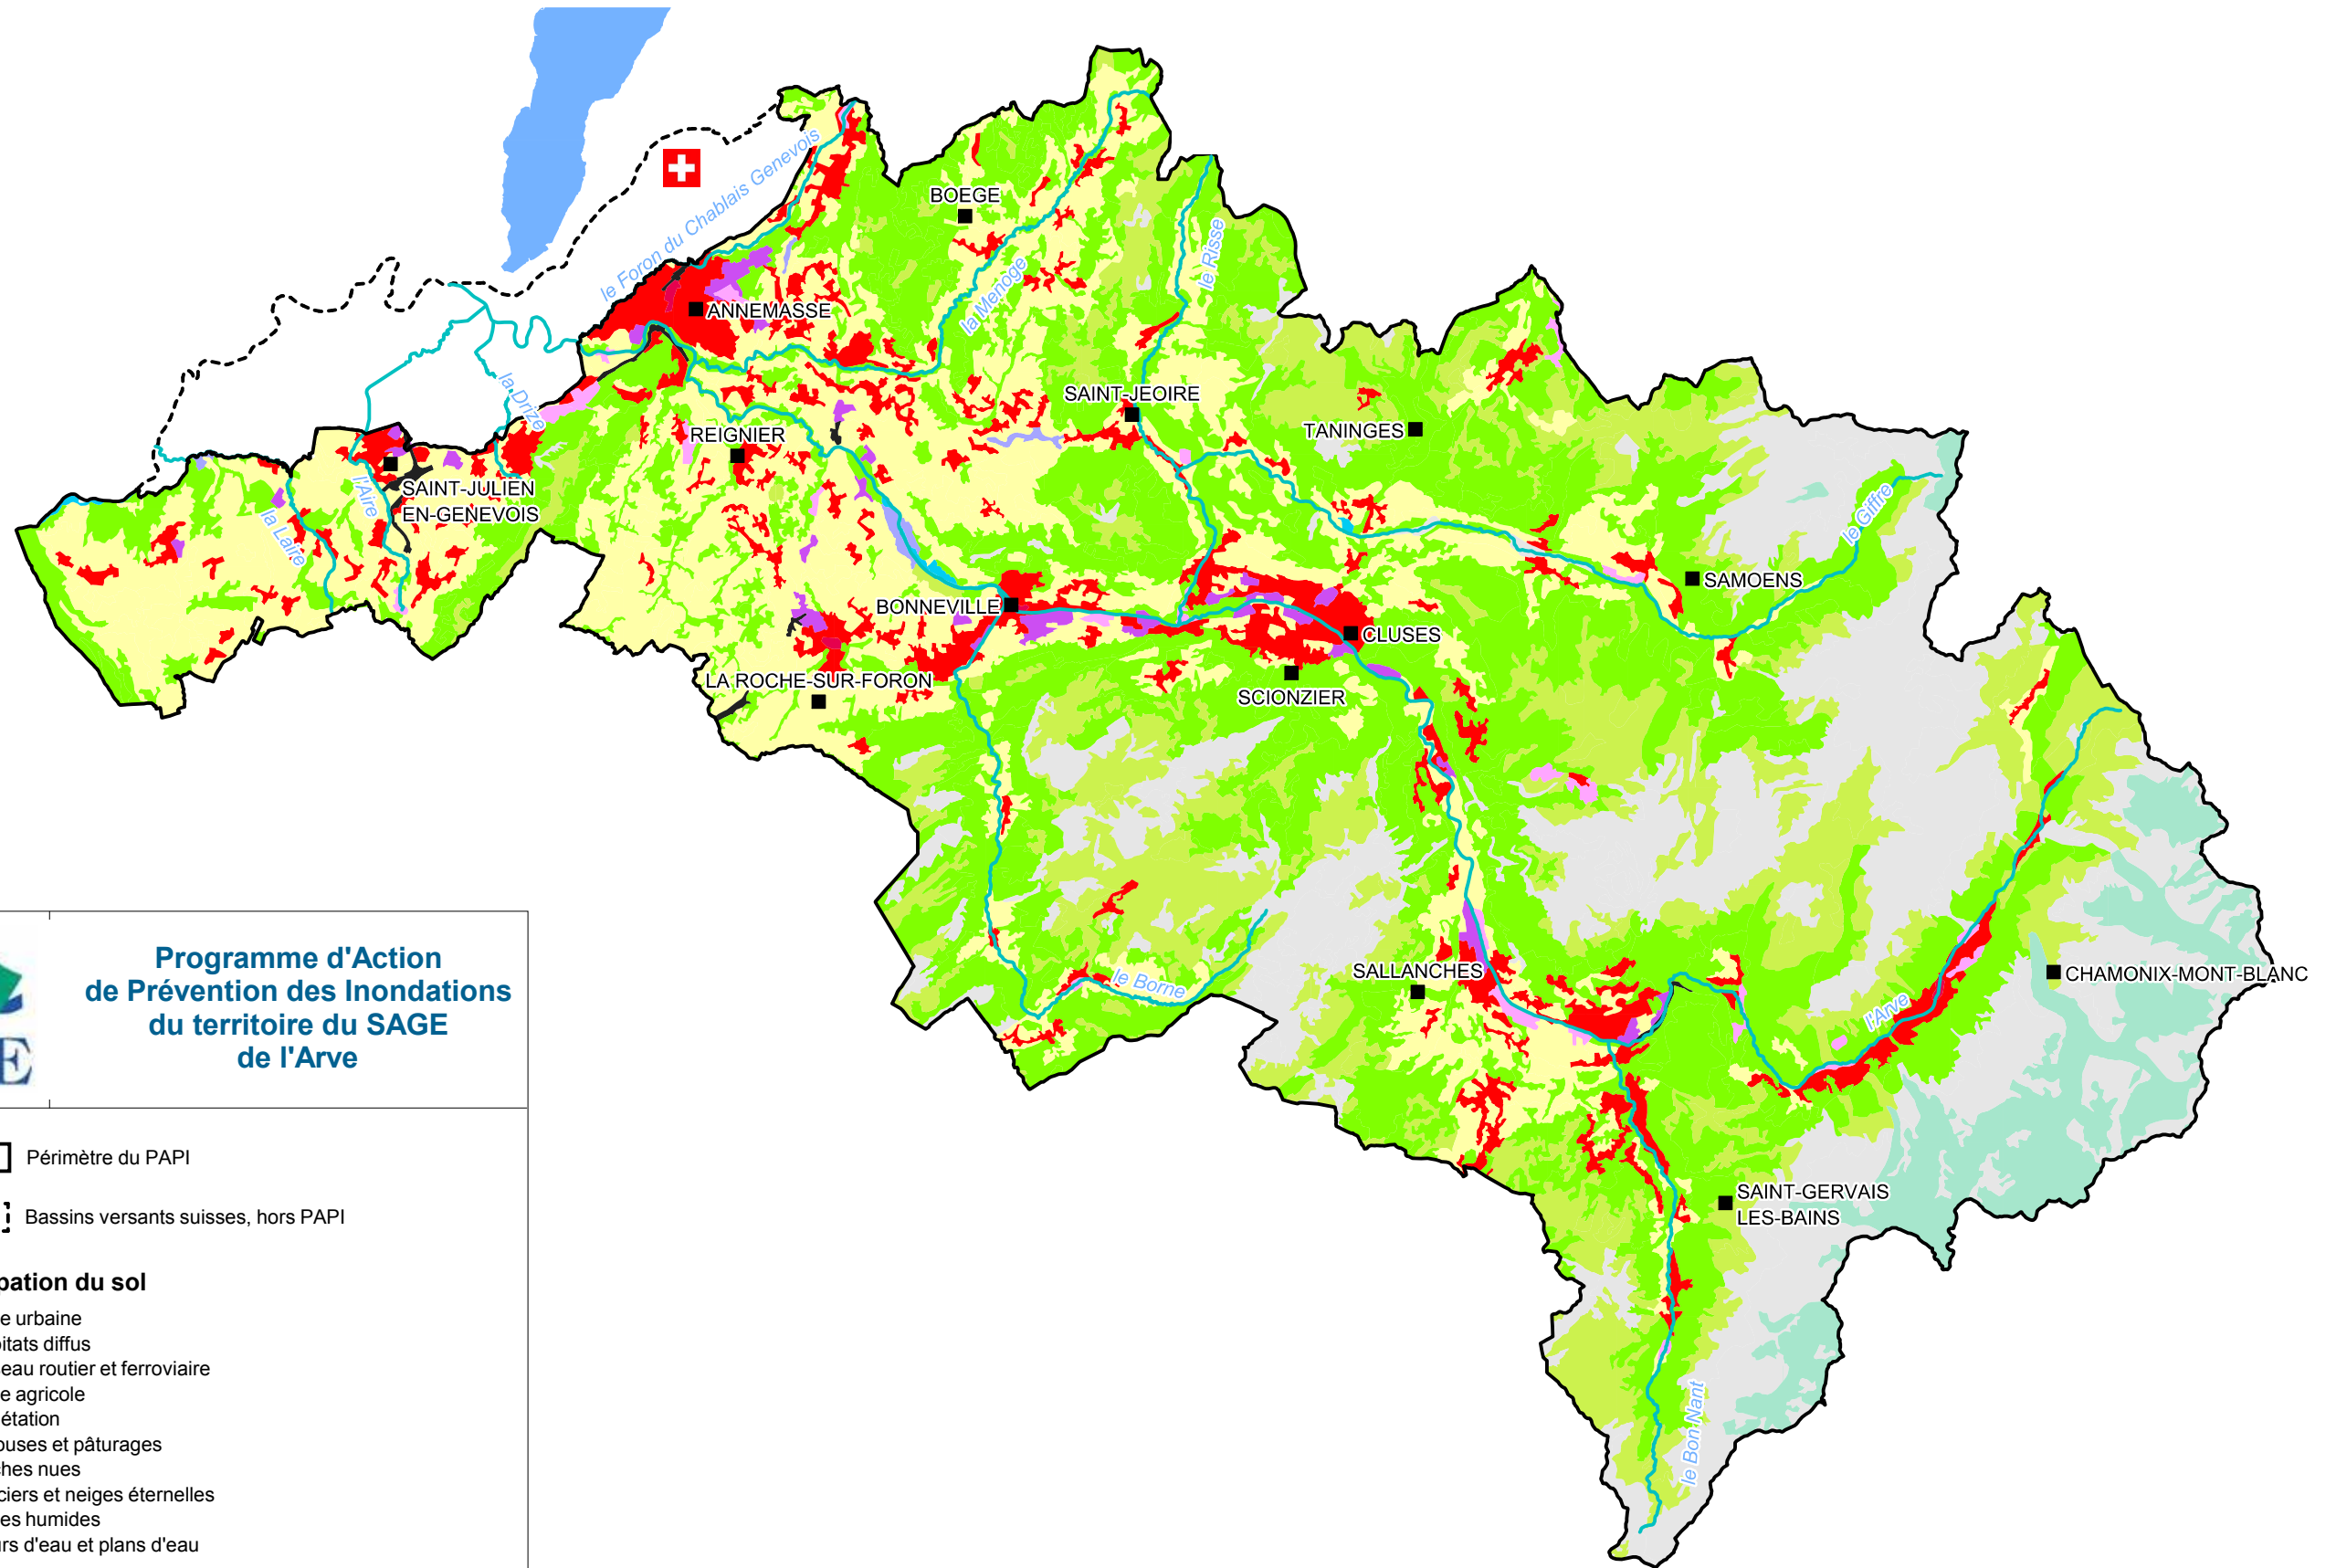 le Foron du Chablais Genevois
BOEGE
la Menoge
le Risse
ANNEMASSE
la Drize
SAINT-JEOIRE
TANINGES
REIGNIER
SAINT-JULIEN
EN-GENEVOIS
l'Aire
la Laire
le Giffre
SAMOENS
BONNEVILLE
CLUSES
SCIONZIER
LA ROCHE-SUR-FORON
SALLANCHES
le Borne
CHAMONIX-MONT-BLANC
l'Arve
SAINT-GERVAIS
LES-BAINS
le Bon Nant
E
Programme d'Action
de Prévention des Inondations
du territoire du SAGE
de l'Arve
Périmètre du PAPI
Bassins versants suisses, hors PAPI
pation du sol
e urbaine
itats diffus
eau routier et ferroviaire
e agricole
étation
ouses et pâturages
hes nues
ciers et neiges éternelles
es humides
rs d'eau et plans d'eau